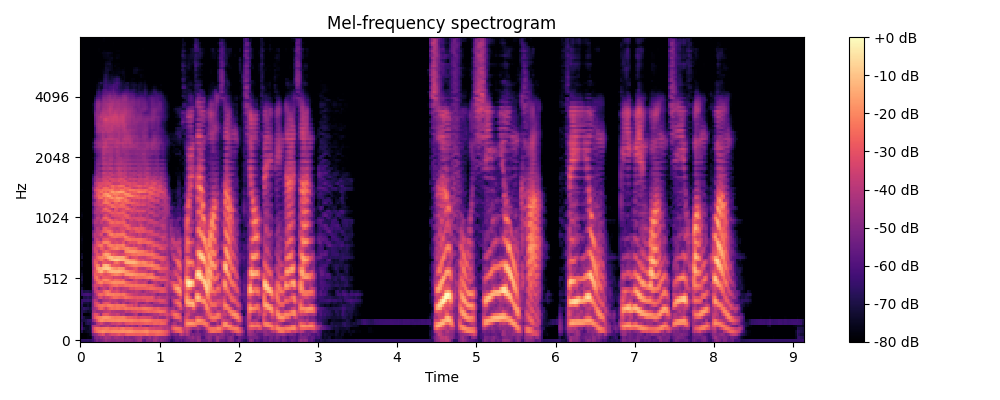 Mel-frequency spectrogram
+0 dB
4096
-10 dB
-20 dB
2048
-30 dB
Hz
1024
-40 dB
-50 dB
512
-60 dB
-70 dB
0
-80 dB
0 1 2 3 4 5 6 7 8 9
Time